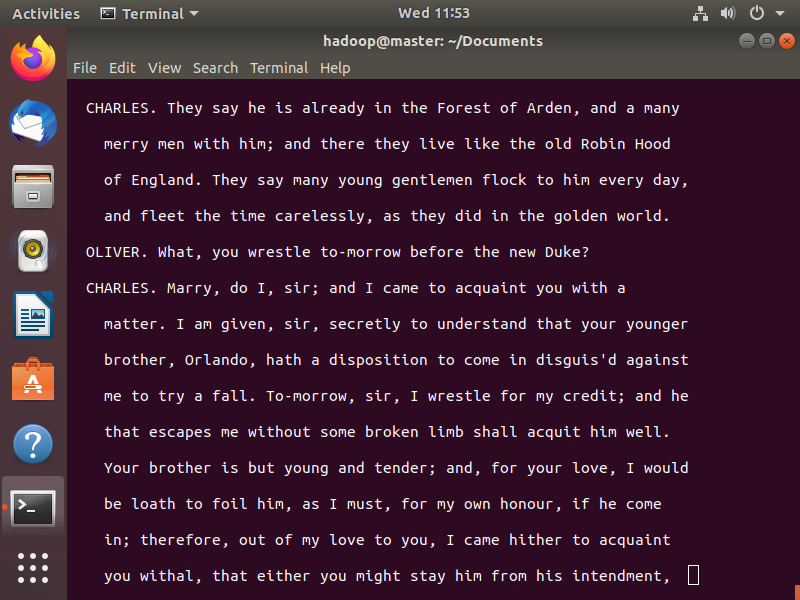 Activities Terminal Wed 11:53
hadoop@master: ~/Documents
File Edit View Search Terminal Help
CHARLES. They say he is already in the Forest of Arden, and a many
merry men with him; and there they live like the old Robin Hood
of England. They say many young gentlemen flock to him every day,
and fleet the time carelessly, as they did in the golden world.
OLIVER. What, you wrestle to-morrow before the new Duke?
CHARLES. Marry, do I, sir; and I came to acquaint you with a
matter. I am given, sir, secretly to understand that your younger
brother, Orlando, hath a disposition to come in disguis'd against
me to try a fall. To-morrow, sir, I wrestle for my credit; and he
that escapes me without some broken limb shall acquit him well.
Your brother is but young and tender; and, for your love, I would
be loath to foil him, as I must, for my own honour, if he come
in; therefore, out of my love to you, I came hither to acquaint
you withal, that either you might stay him from his intendment,